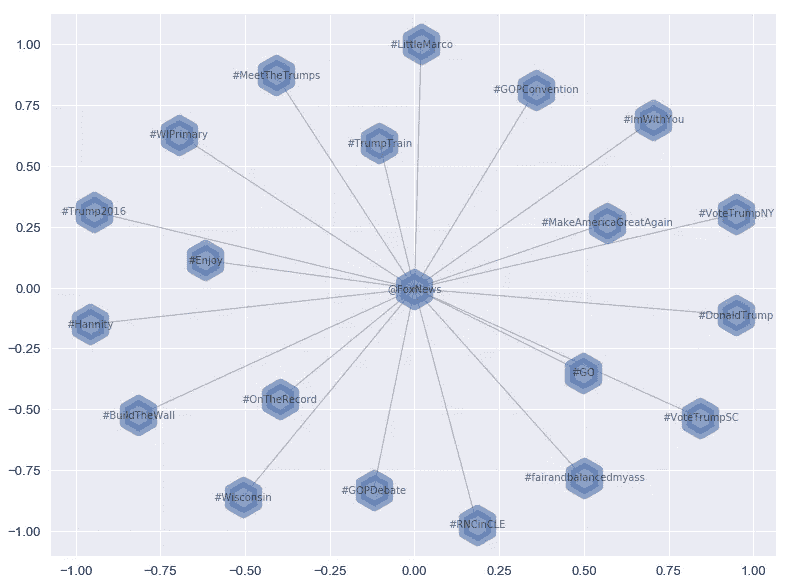 1.00
#LittleMarco
#MeetTheTrumps
#GOPConvention
0.75
#ImWithYou
#WIPrimary
#TrumpTrain
0.50
#Trump2016
#VoteTrumpNY
#MakeAmericaGreatAgain
0.25
#Enjoy
0.00
@FoxNews
#DonaldTrump
#Hannity
−0.25
#GO
#OnTheRecord
−0.50
#BuildTheWall
#VoteTrumpSC
−0.75
#fairandbalancedmyass
#GOPDebate
#Wisconsin
#RNCinCLE
−1.00
−1.00 −0.75 −0.50 −0.25 0.00 0.25 0.50 0.75 1.00